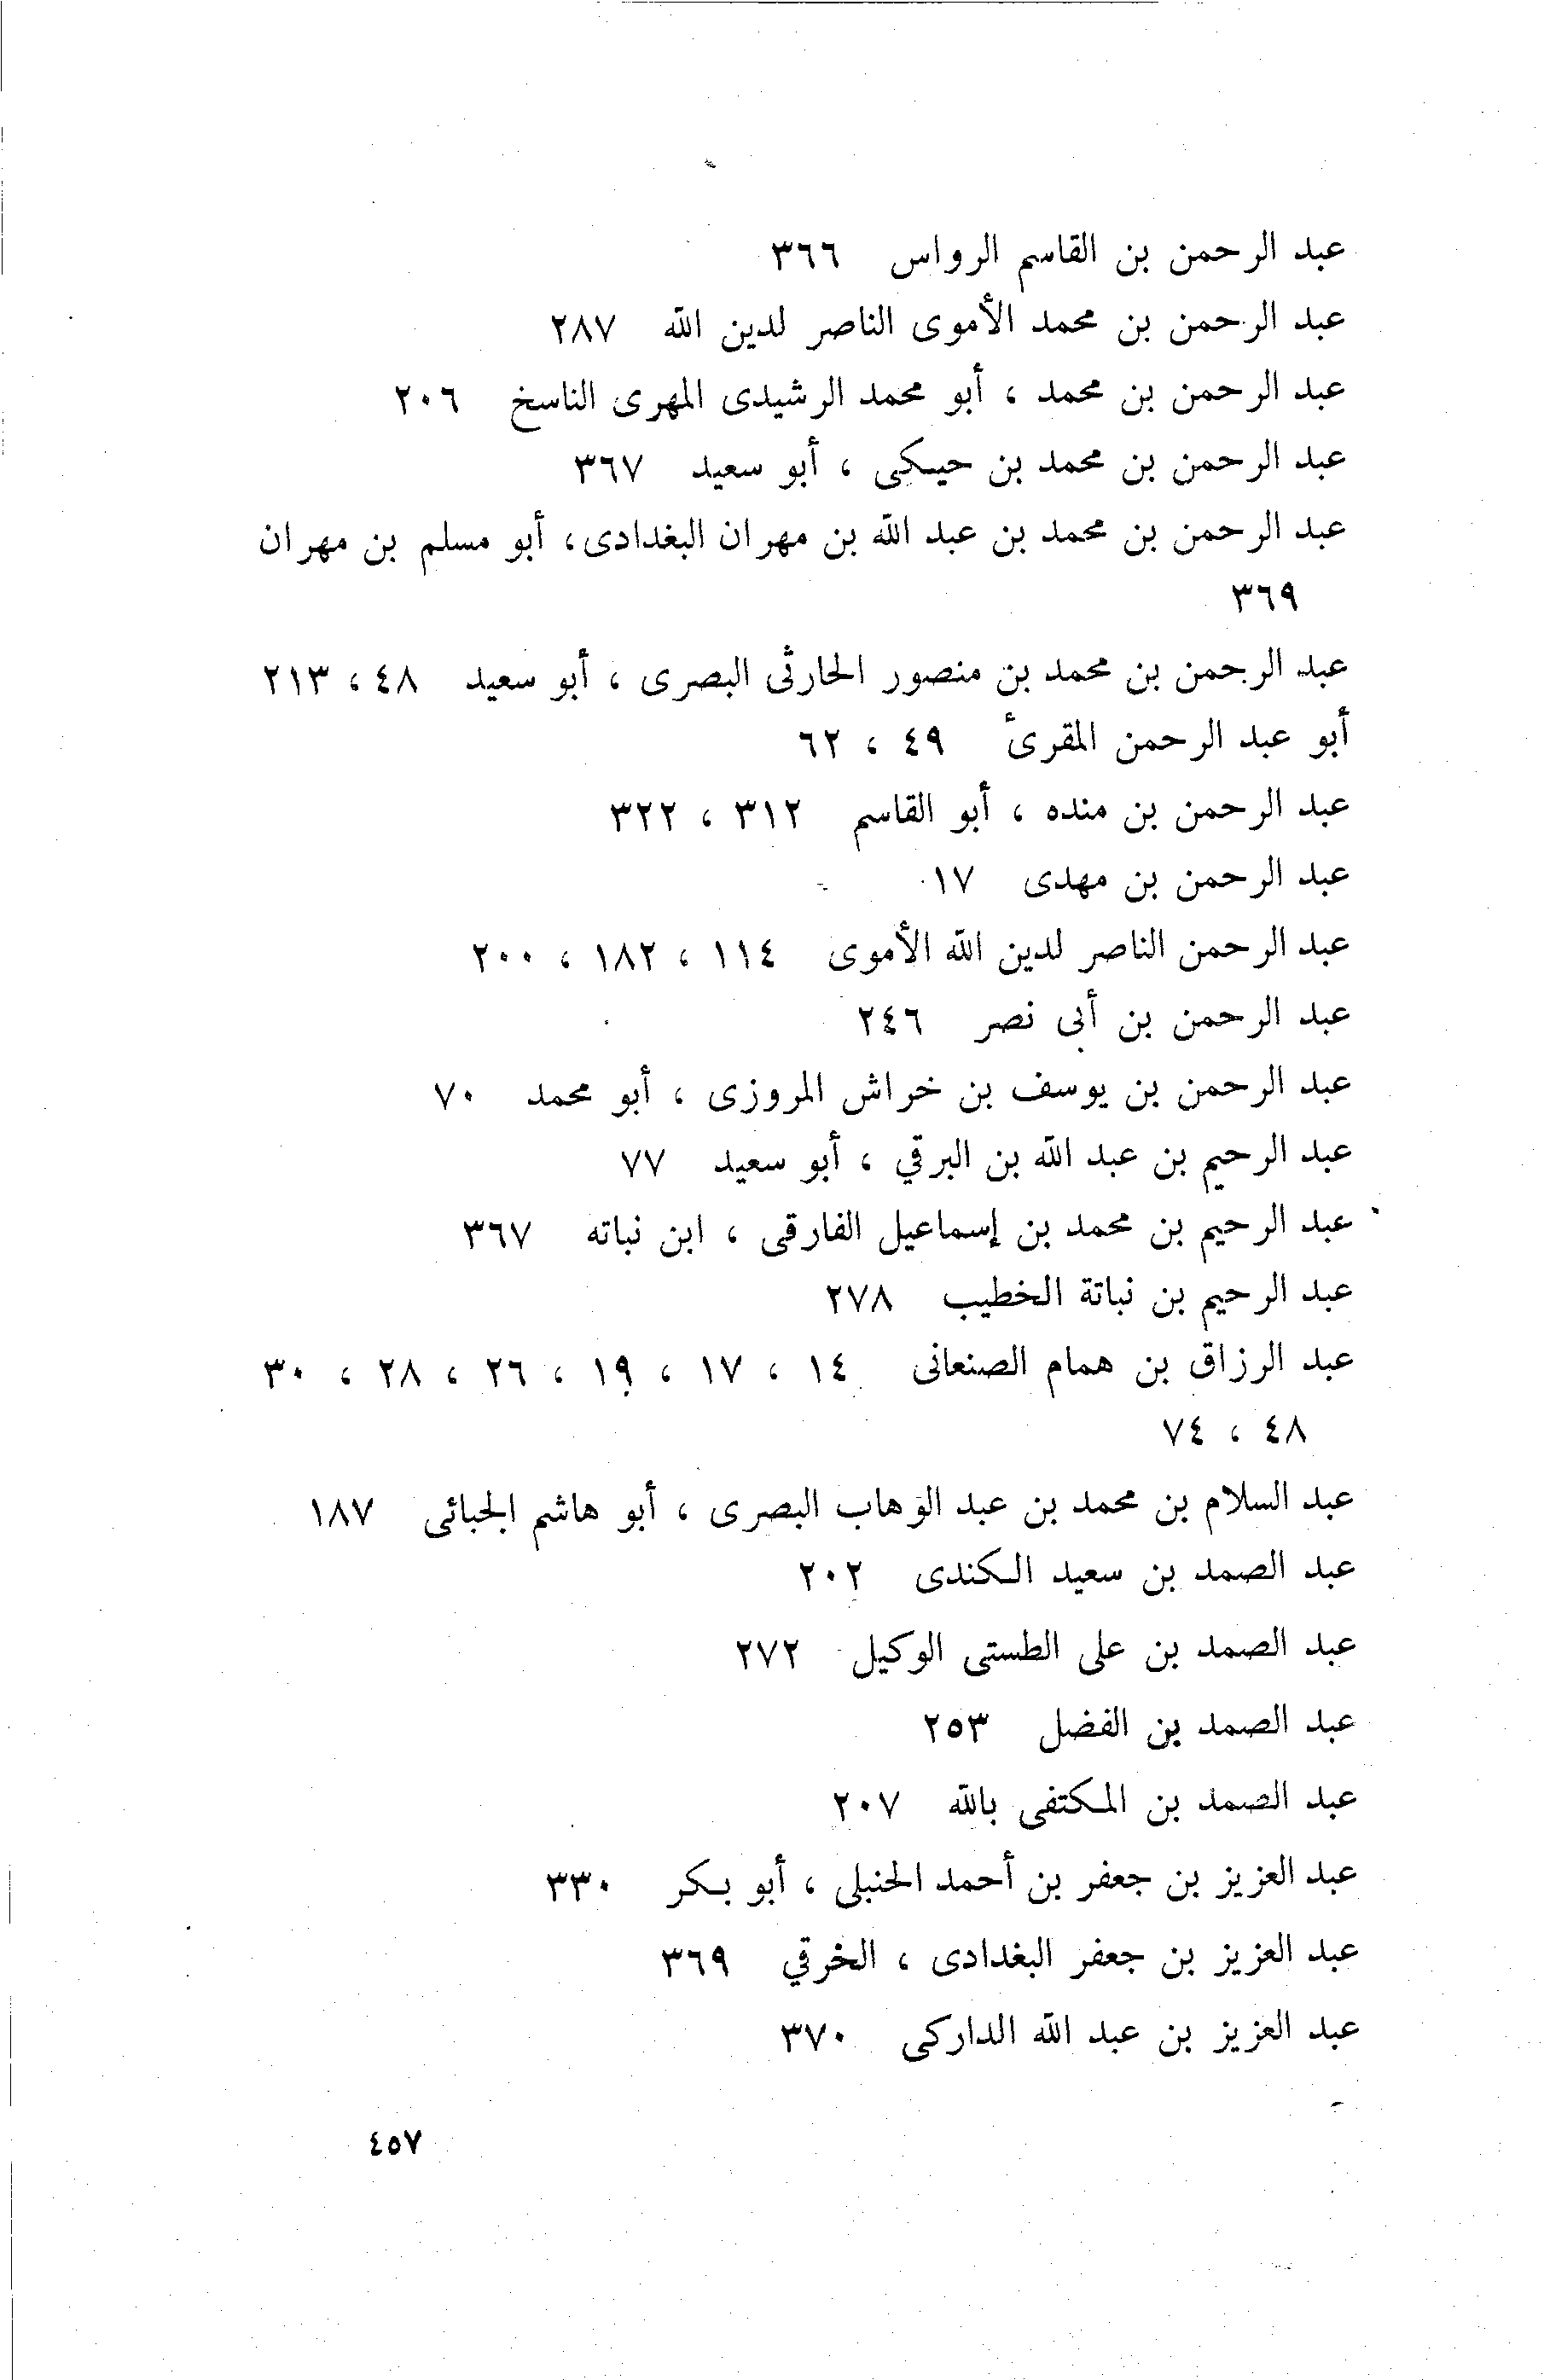 عبد الرحمن بن القاسم الرواس ٣٦٦
عبد الرحمن بن محمد الأموى الناصر لدين الله ٢٨٧
عبد الرحمن بن محمد ، أبو محمد الرشيدى المهرى الناسخ ٢٠٦
عبد الرحمن بن محمد بن حيكى ، أبو سعيد ٣٦٧
عبد الرحمن بن محمد بن عبد الله بن مهران البغدادى، أبو مسلم بن مهران
٣٦٩
عبد الرحمن بن محمد بن منصور الحارثى البصرى ، أبو سعيد ٤٨ ، ٢١٣
أبو عبد الرحمن المقرئ ٤٩ ، ٦٢
عبد الرحمن بن منده ، أبو القاسم ٣١٢ ، ٣٢٢
عبد الرحمن بن مهدى ١٧
عبد الرحمن الناصر لدين الله الأموى ١١٤ ، ١٨٢ ، ٢٠٠
عبد الرحمن بن أبى نصر ٢٤٦
عبد الرحمن بن يوسف بن خراش المروزى ، أبو محمد ٧٠
عبد الرحيم بن عبد الله بن البرقي ، أبو سعيد ٧٧
عبد الرحيم بن محمد بن إسماعيل الفارقى ، ابن نباته ٣٦٧
عبد الرحيم بن نباتة الخطيب ٢٧٨
عبد الرزاق بن همام الصنعانى ١٤ ، ١٧ ، ١٩ ، ٢٦ ، ٢٨ ، ٣٠
٤٨ ، ٧٤
عبد السلام بن محمد بن عبد الوهاب البصرى ، أبو هاشم الجبائى ١٨٧
عبد الصمد بن سعيد الكندى ٢٠٢
عبد الصمد بن على الطستى الوكيل ٢٧٢
عبد الصمد بن الفضل ٢٥٣
عبد الصمد بن المكتفى بالله ٢٠٧
عبد العزيز بن جعفر بن أحمد الحنبلى ، أبو بكر ٣٣٠
عبد العزيز بن جعفر البغدادى ، الخرقي ٣٦٩
عبد العزيز بن عبد الله الداركى ٣٧٠
٤٥٧